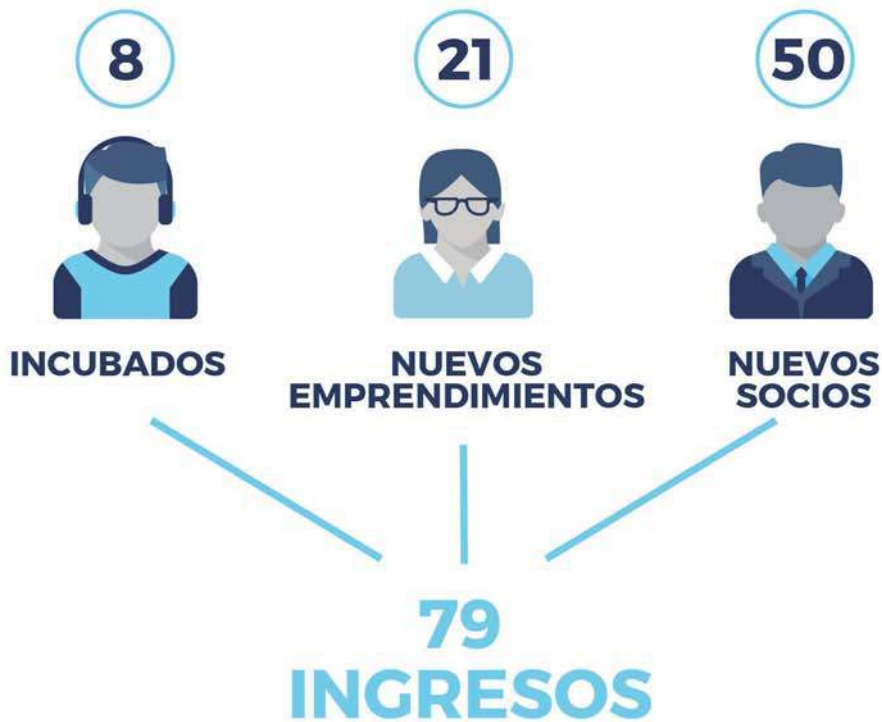 8
21
50
INCUBADOS
NUEVOS
EMPRENDIMIENTOS
NUEVOS
SOCIOS
79
INGRESOS